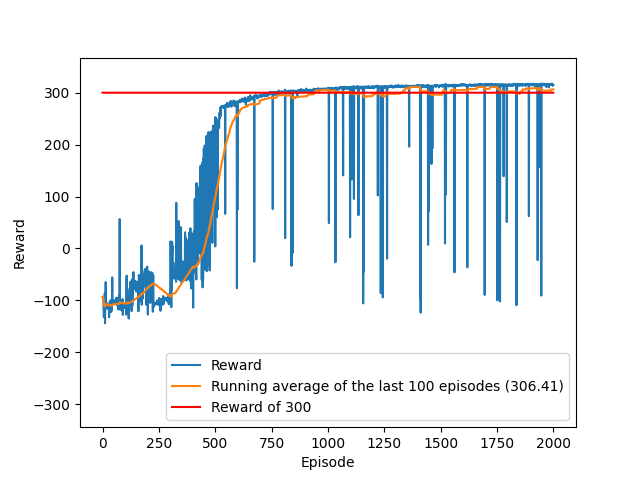 300
200
100
0
−100
−200
−300
Reward
Reward
Running average of the last 100 episodes (306.41)
Reward of 300
0 250 500 750 1000 1250 1500 1750 2000
Episode